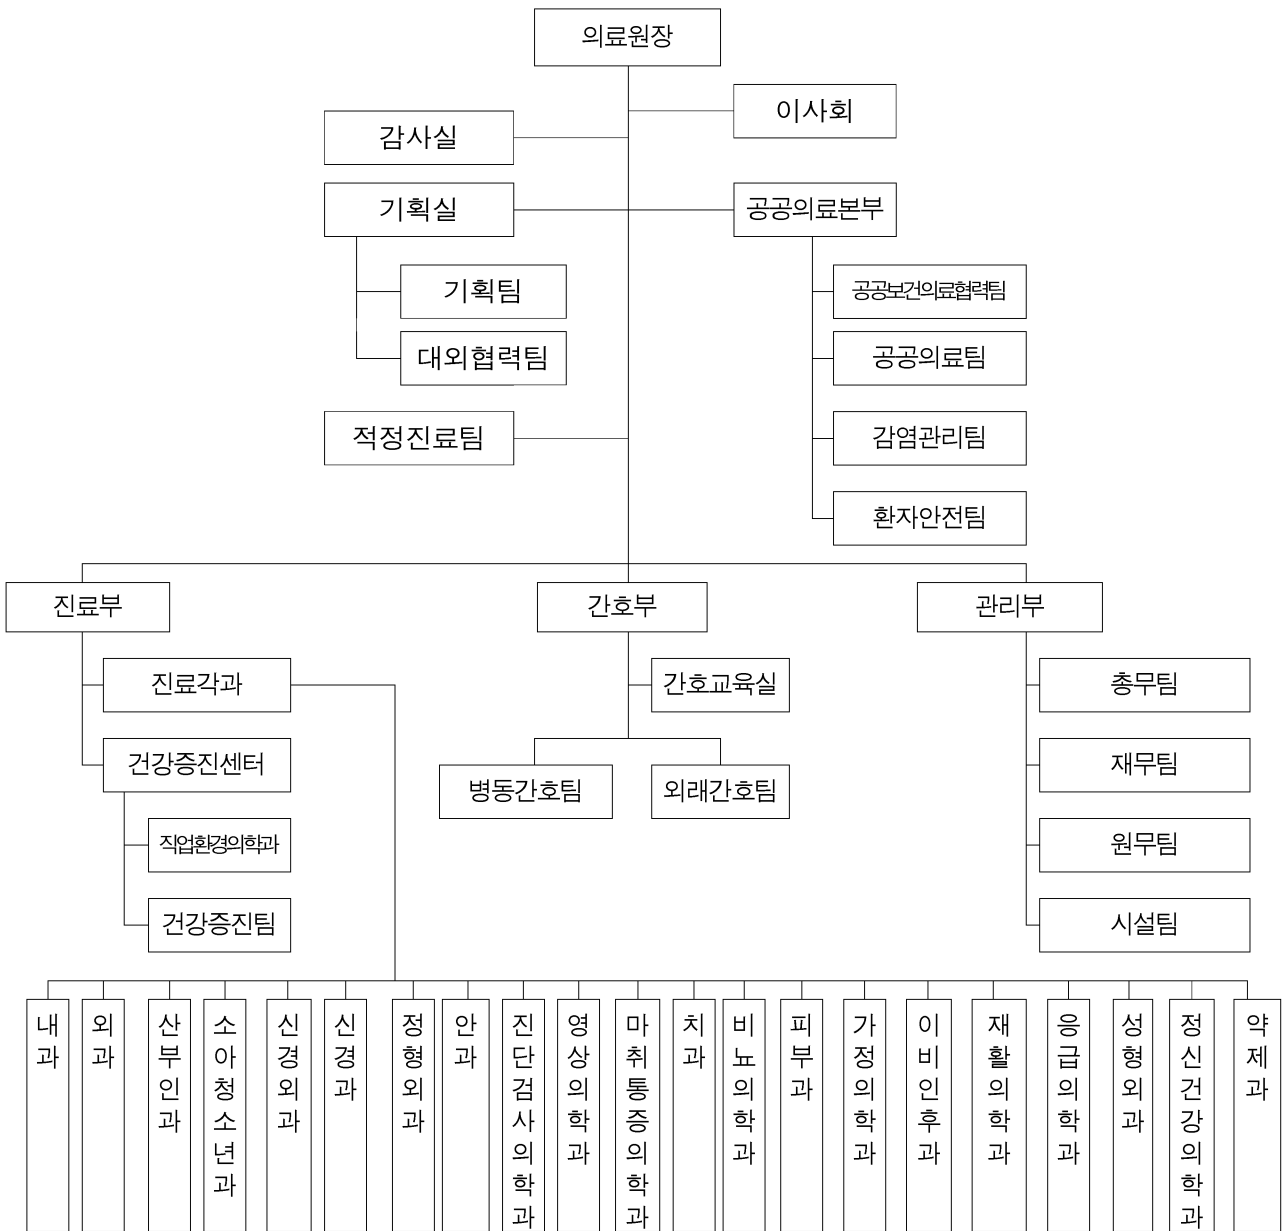 의료원장
이사회
감사실
기획실
공공의료본부
기획팀
공공보건의료협력팀
대외협력팀
공공의료팀
적정진료팀
감염관리팀
환자안전팀
진료부
간호부
관리부
진료각과
간호교육실
총무팀
건강증진센터
병동간호팀
외래간호팀
재무팀
직업환경의학과
원무팀
건강증진팀
시설팀
내과
외과
산부인과
소아청소년과
신경외과
신경과
정형외과
안과
진단검사의학과
영상의학과
마취통증의학과
치과
비뇨의학과
피부과
가정의학과
이비인후과
재활의학과
응급의학과
성형외과
정신건강의학과
약제과